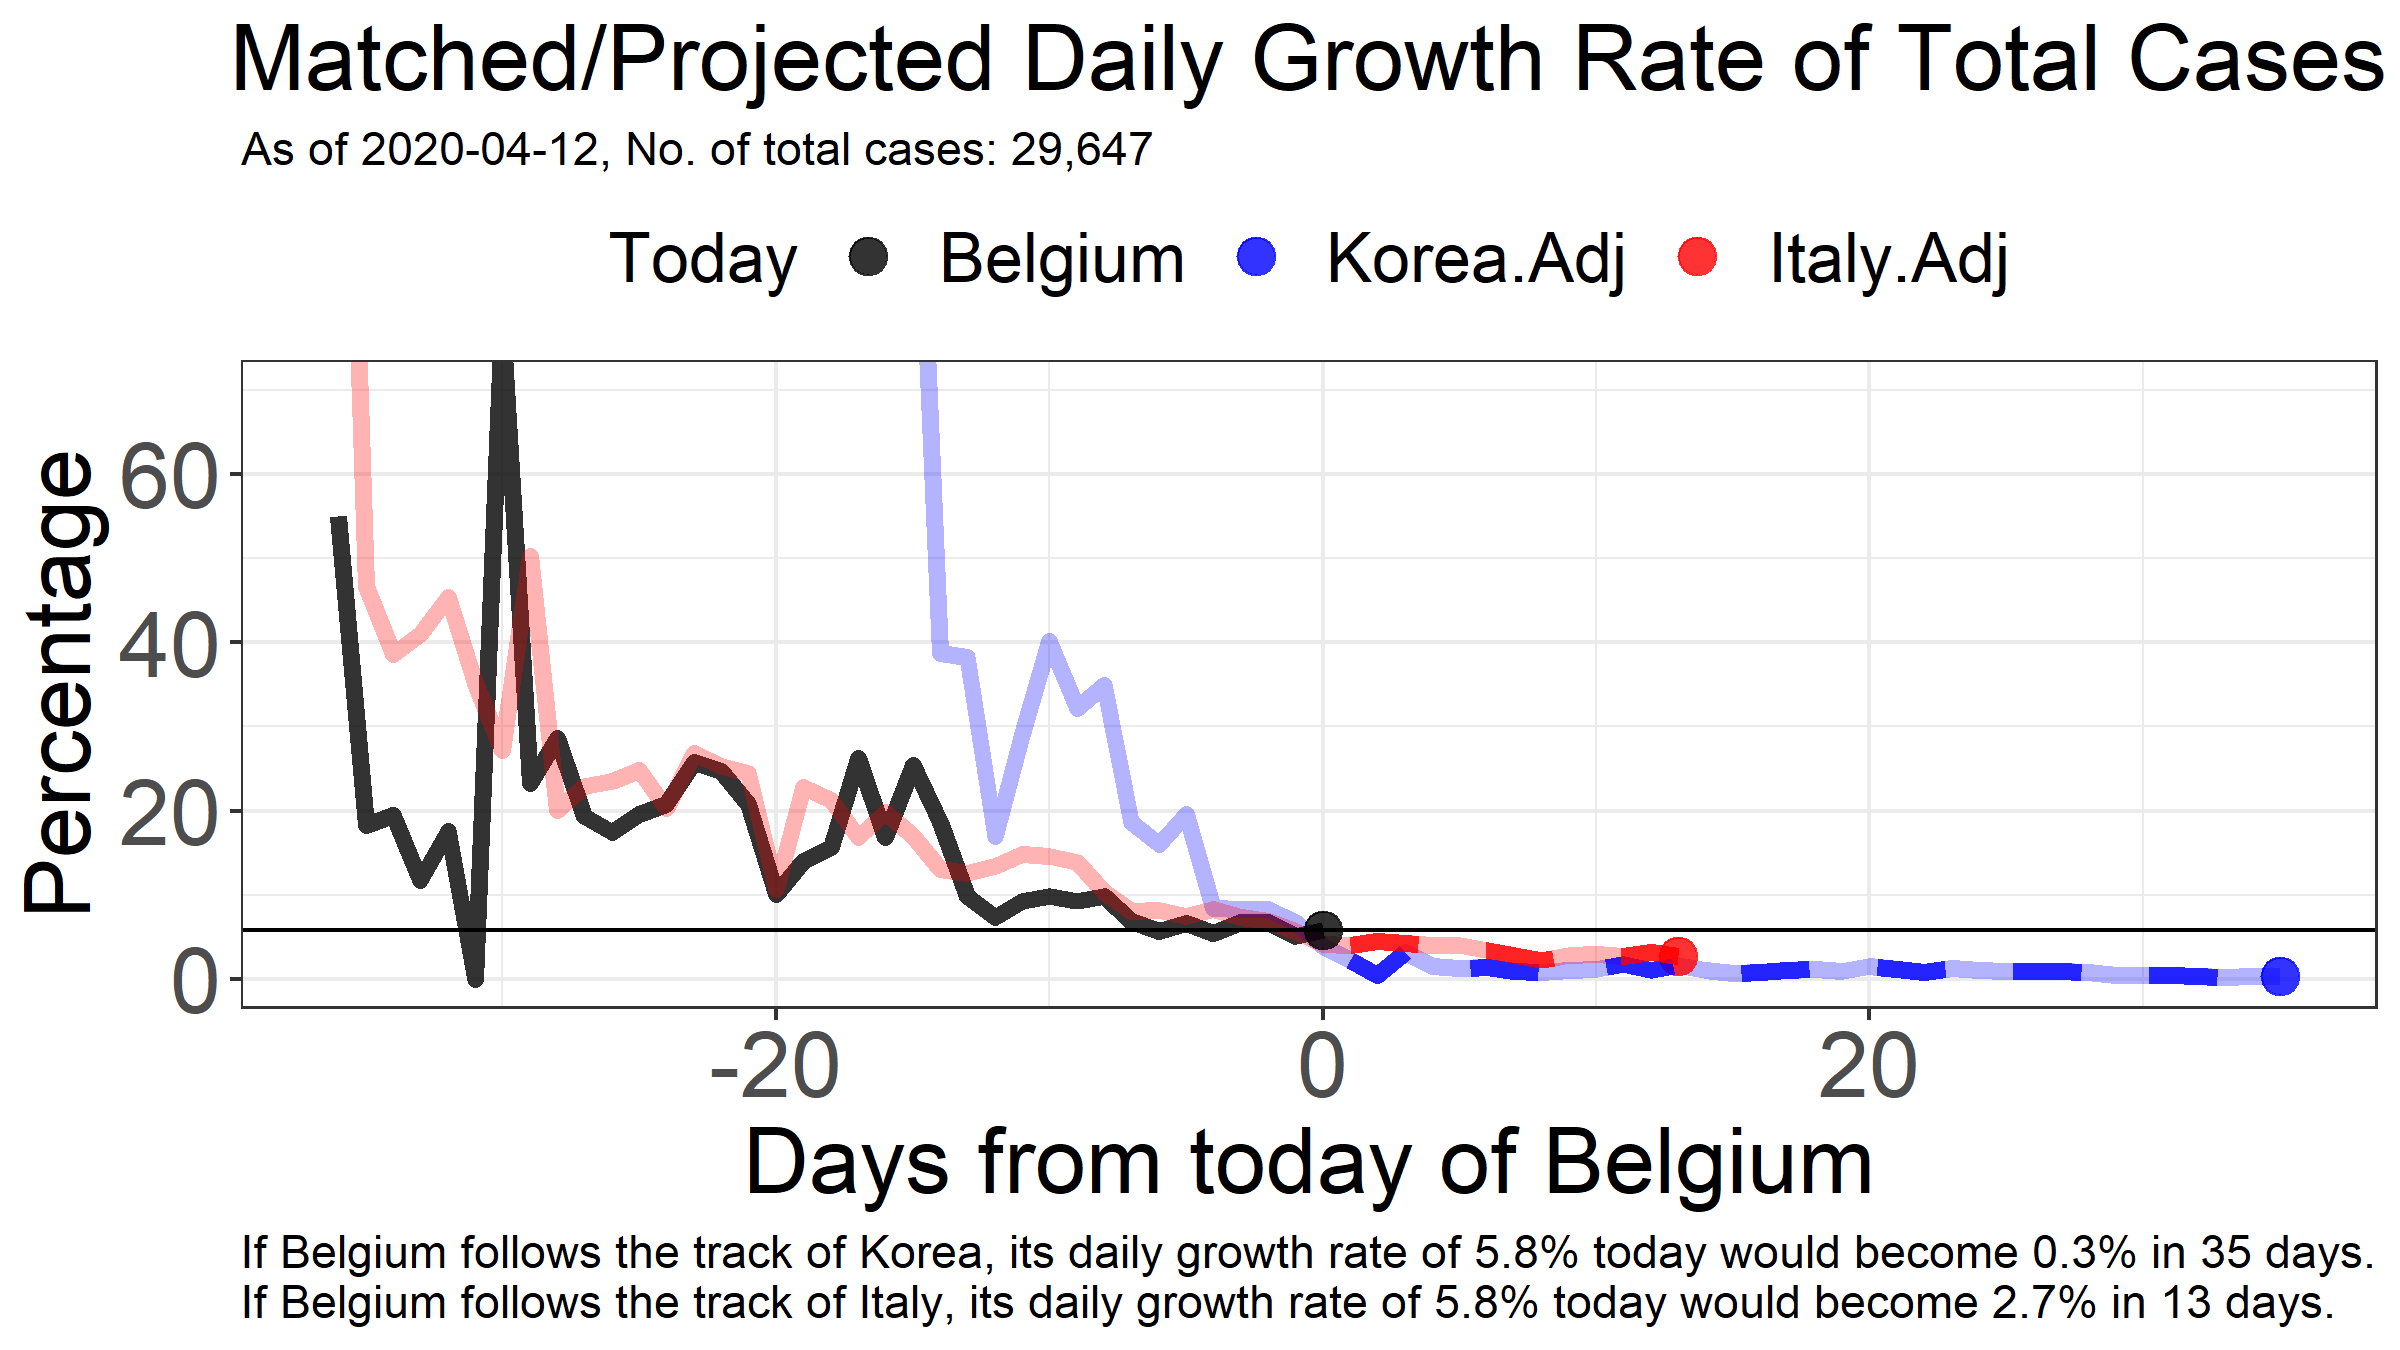 Matched/Projected Daily Growth Rate of Total Cases
As of 2020-04-12, No. of total cases: 29,647
Today Belgium Korea.Adj Italy.Adj
Percentage
60
40
20
0
-20 0 20
Days from today of Belgium
If Belgium follows the track of Korea, its daily growth rate of 5.8% today would become 0.3% in 35 days.
If Belgium follows the track of Italy, its daily growth rate of 5.8% today would become 2.7% in 13 days.